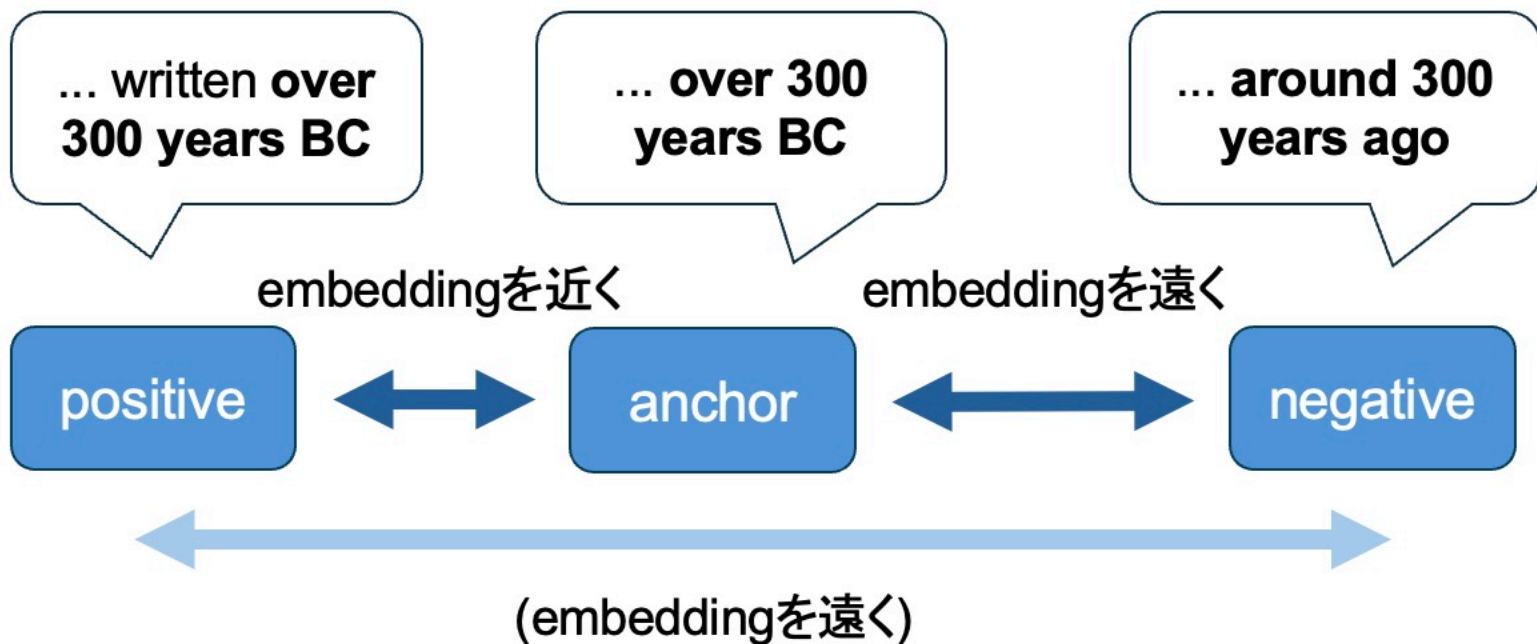 ... written over
300 years BC
... over 300
years BC
... around 300
years ago
embeddingを近く
embeddingを遠く
positive
anchor
negative
(embeddingを遠く)